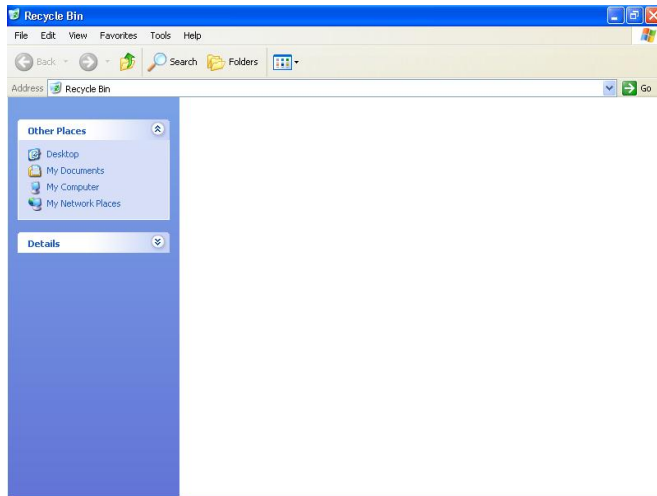 Recycle Bin
File Edit View Favorites Tools Help
Back Search Folders
Address Recycle Bin Go
Other Places
Desktop
My Documents
My Computer
My Network Places
Details